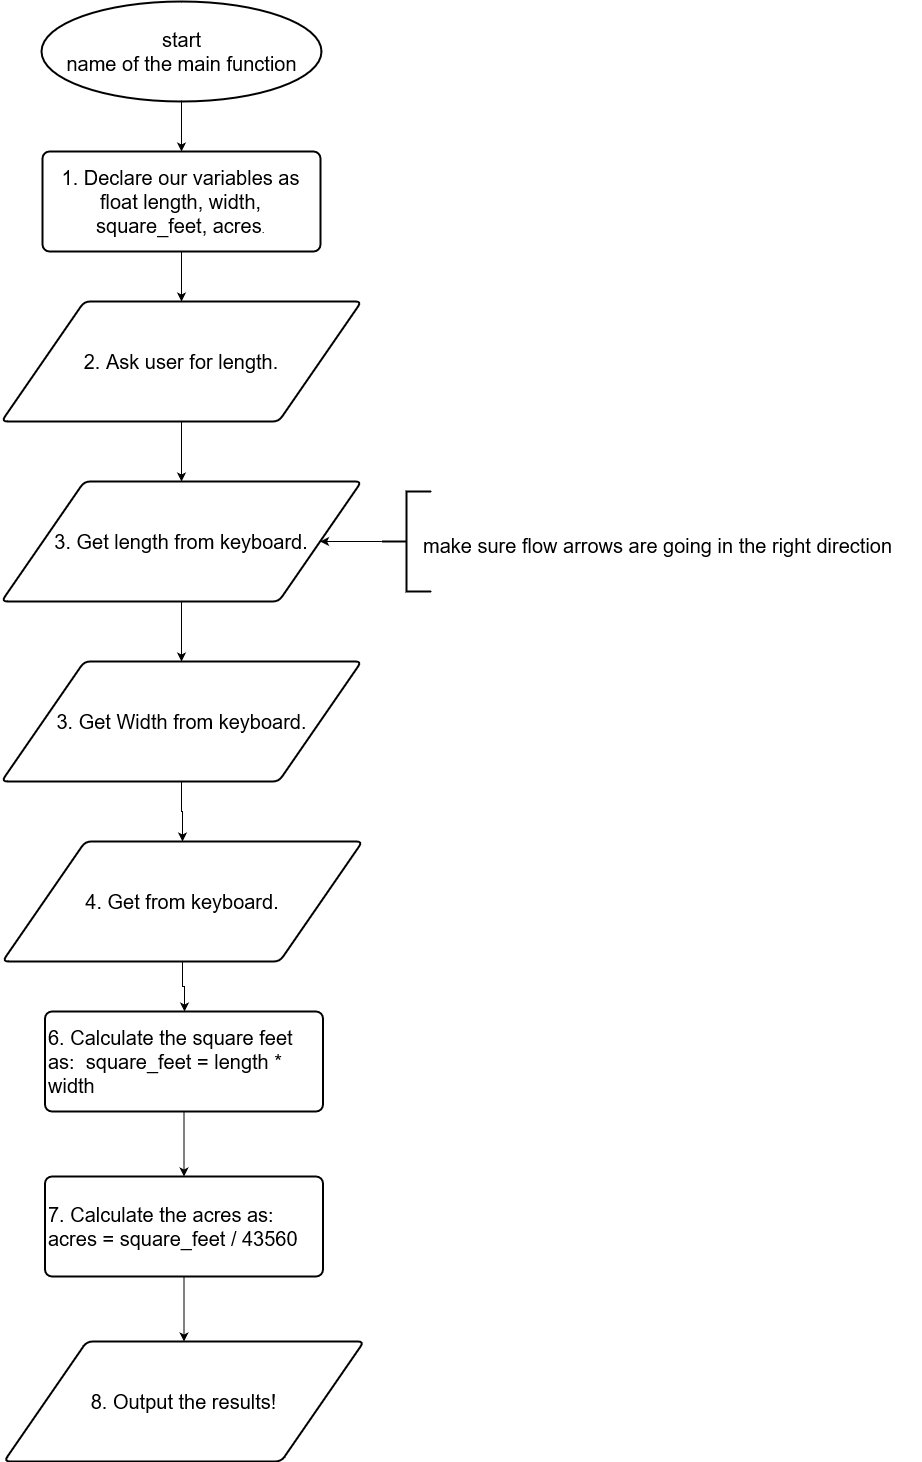 start
name of the main function
1. Declare our variables as
float length, width,
square_feet, acres.
2. Ask user for length.
3. Get length from keyboard.
make sure flow arrows are going in the right direction
3. Get Width from keyboard.
4. Get from keyboard.
6. Calculate the square feet
as:  square_feet = length *
width
7. Calculate the acres as:
acres = square_feet / 43560
8. Output the results!